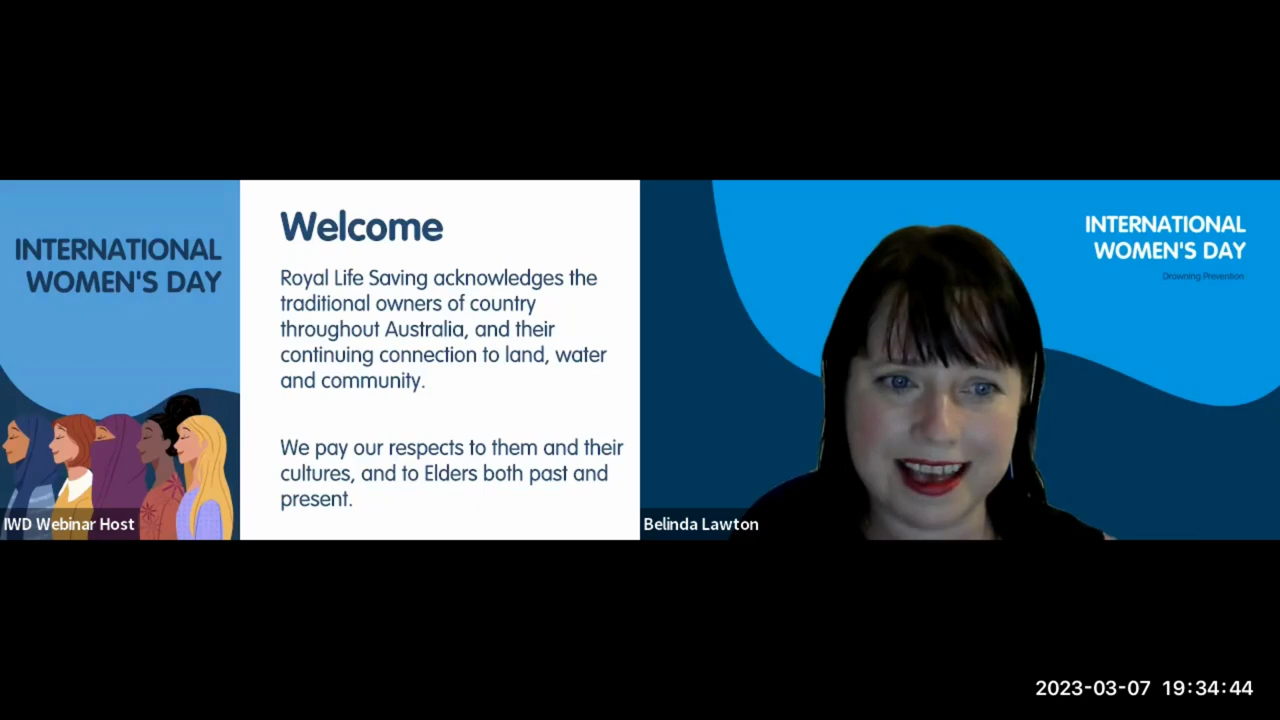 INTERNATIONAL
WOMEN'S DAY
IWD Webinar Host
Welcome
Royal Life Saving acknowledges the
traditional owners of country
throughout Australia, and their
continuing connection to land, water
and community.
We pay our respects to them and their
cultures, and to Elders both past and
present.
INTERNATIONAL
WOMEN'S DAY
Drowning Prevention
Belinda Lawton
2023-03-07 19:34:44